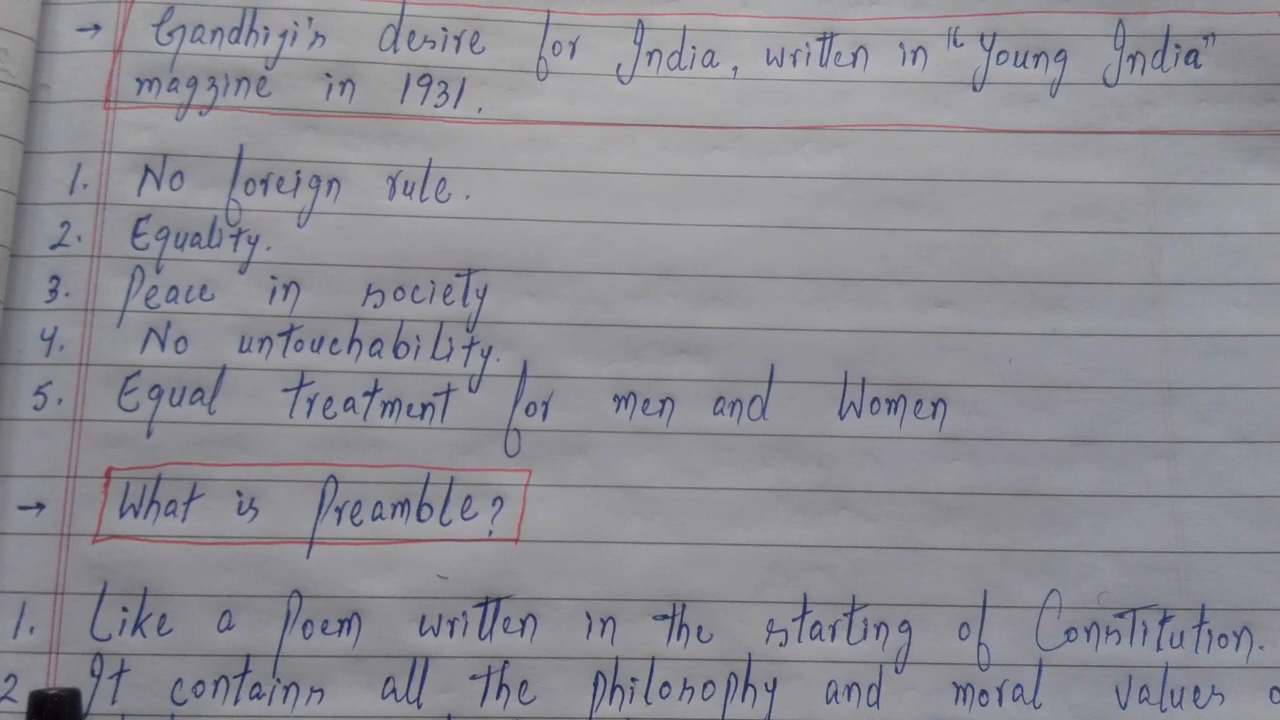 → Gandhiji's desire for India, written in "Young India"
magzine in 1931.
1. No foreign rule.
2. Equality.
3. Peace in society
4. No untouchability.
5. Equal treatment for men and Women
→ What is Preamble?
1. Like a Poem written in the starting of Constitution.
2 It contains all the philosophy and moral values